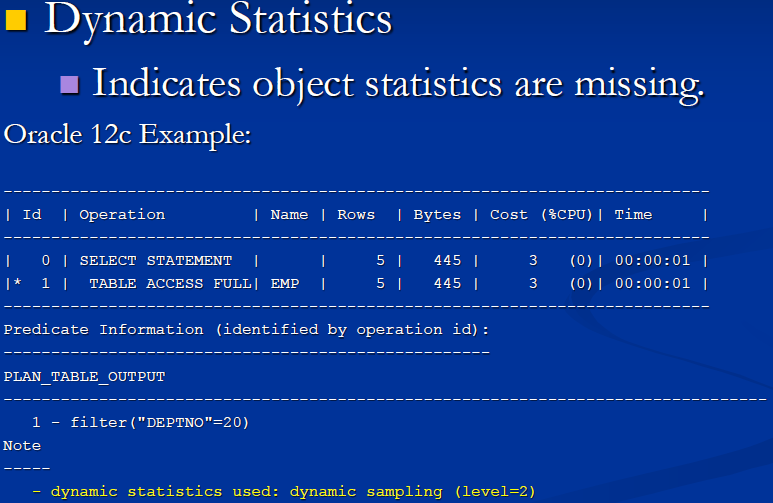 Dynamic Statistics
Indicates object statistics are missing.
Oracle 12c Example:
--------------------------------------------------------------------------
| Id  | Operation         | Name | Rows  | Bytes | Cost (%CPU)| Time     |
--------------------------------------------------------------------------
|   0 | SELECT STATEMENT  |      |     5 |   445 |     3   (0)| 00:00:01 |
|*  1 |  TABLE ACCESS FULL| EMP  |     5 |   445 |     3   (0)| 00:00:01 |
--------------------------------------------------------------------------
Predicate Information (identified by operation id):
---------------------------------------------------
PLAN_TABLE_OUTPUT
--------------------------------------------------------------------------------
   1 - filter("DEPTNO"=20)
Note
-----
   - dynamic statistics used: dynamic sampling (level=2)